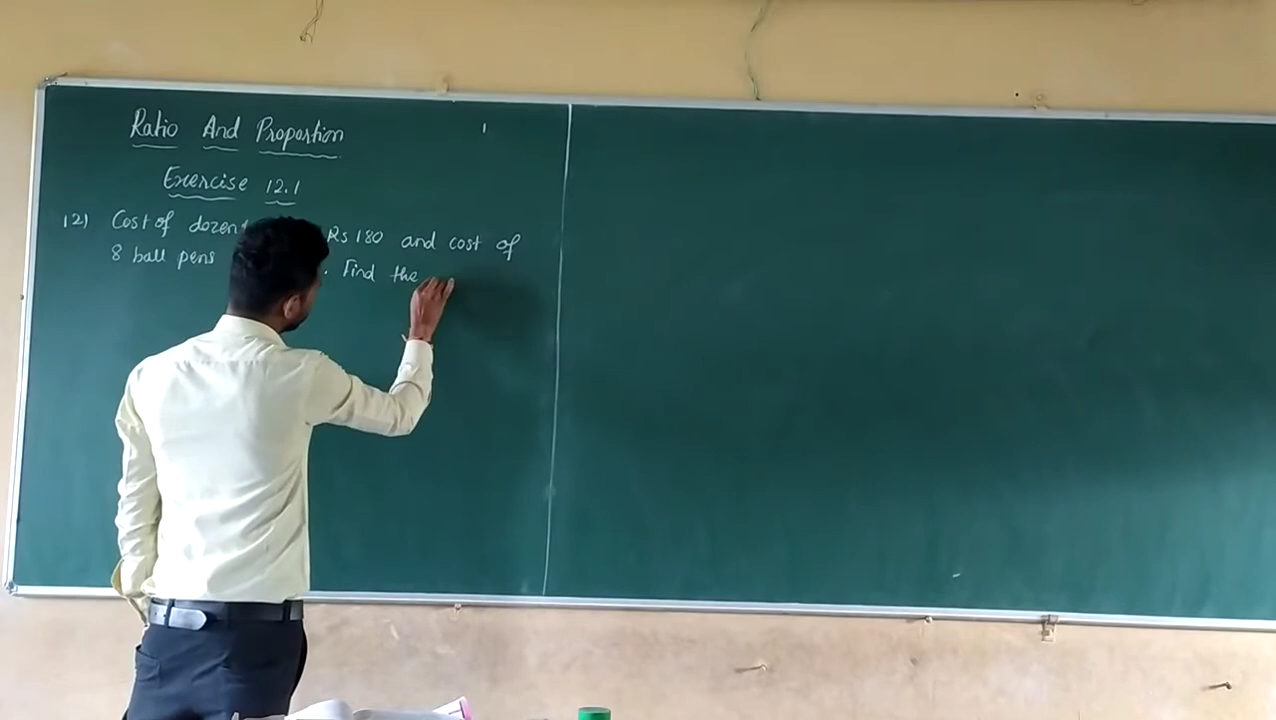 Ratio And Proportion
Exercise 12.1
12) Cost of dozen Rs 180 and cost of
8 ball pens . Find the